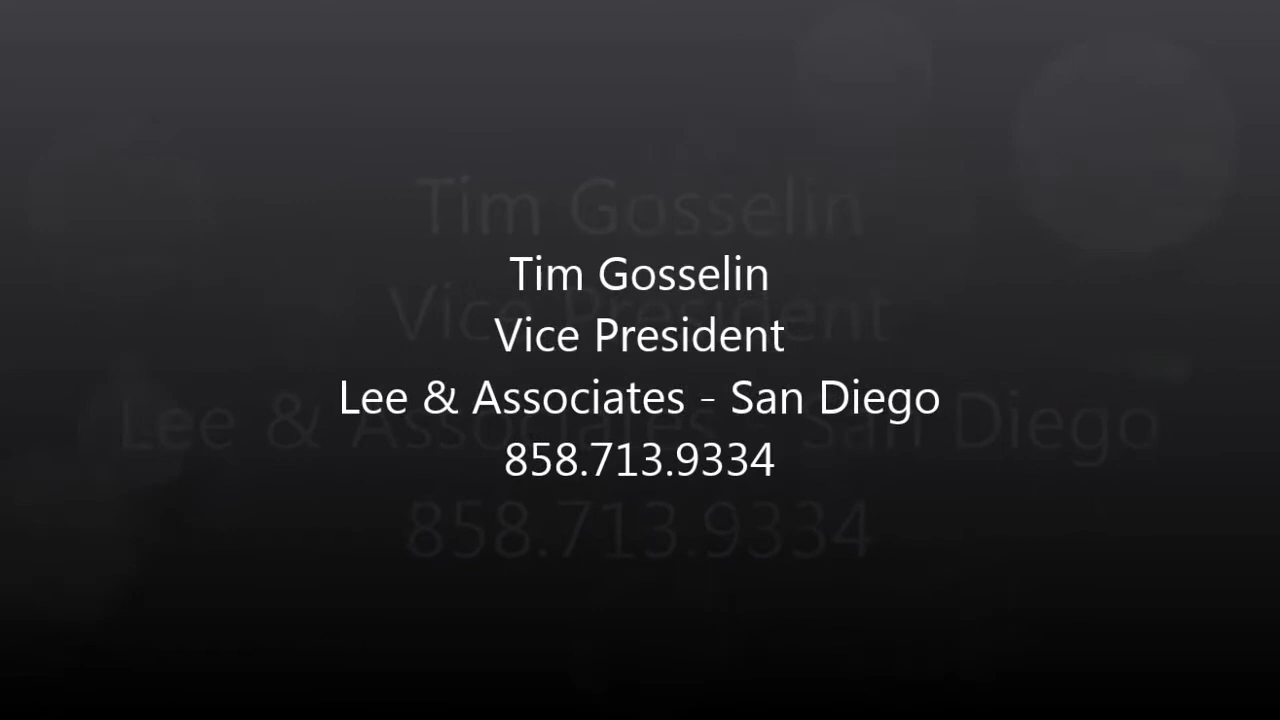 Tim Gosselin
Vice President
Lee & Associates - San Diego
858.713.9334